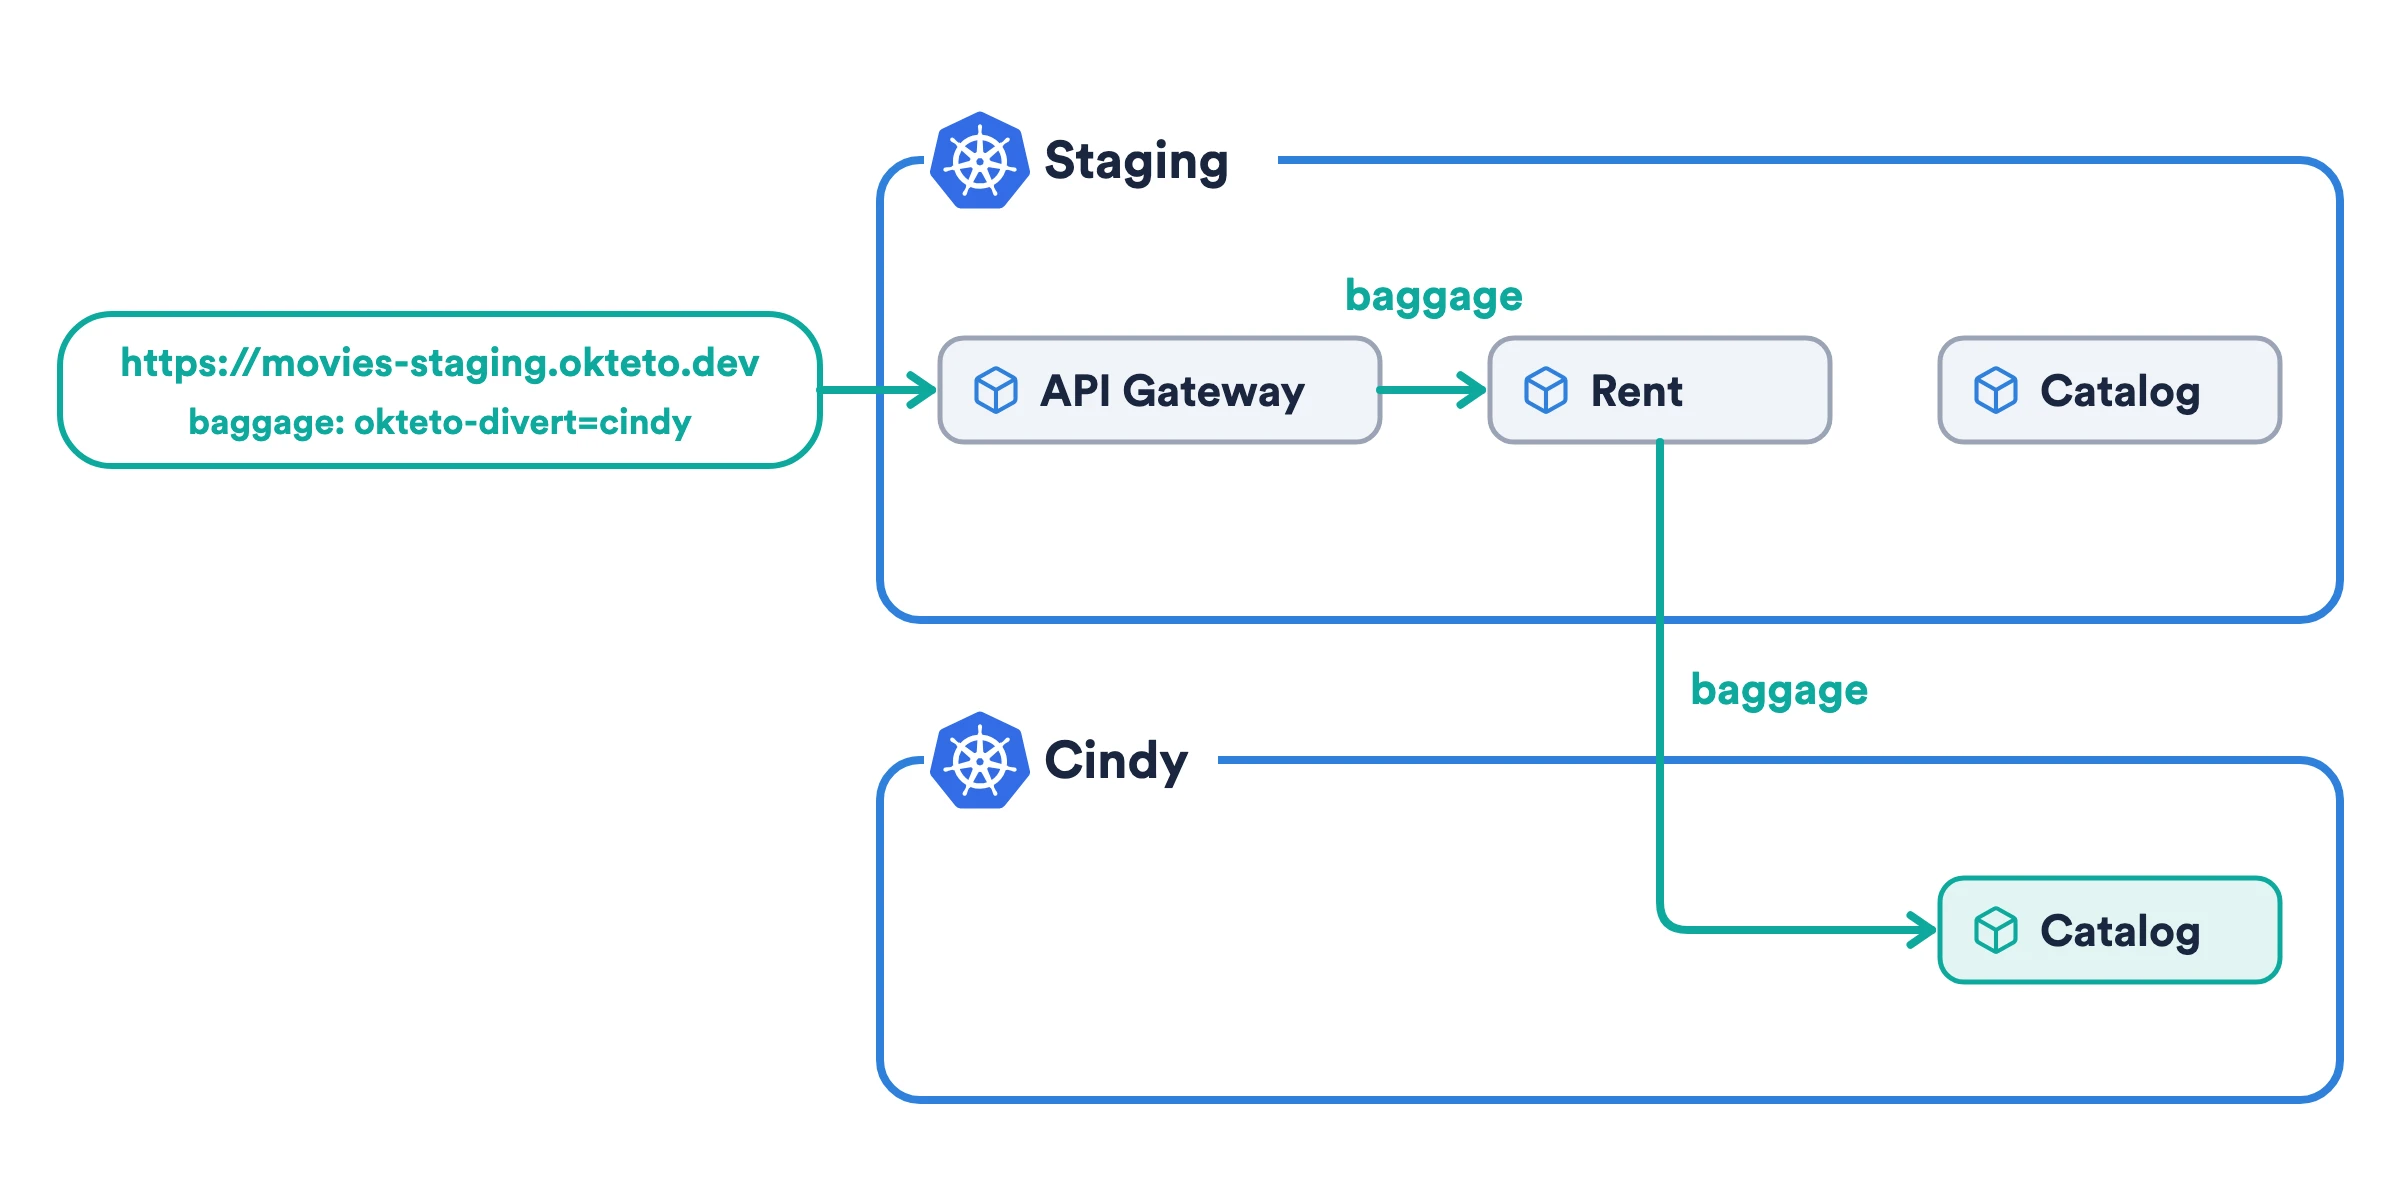 Staging
baggage
https://movies-staging.okteto.dev
baggage: okteto-divert=cindy
API Gateway
Rent
Catalog
baggage
Cindy
Catalog